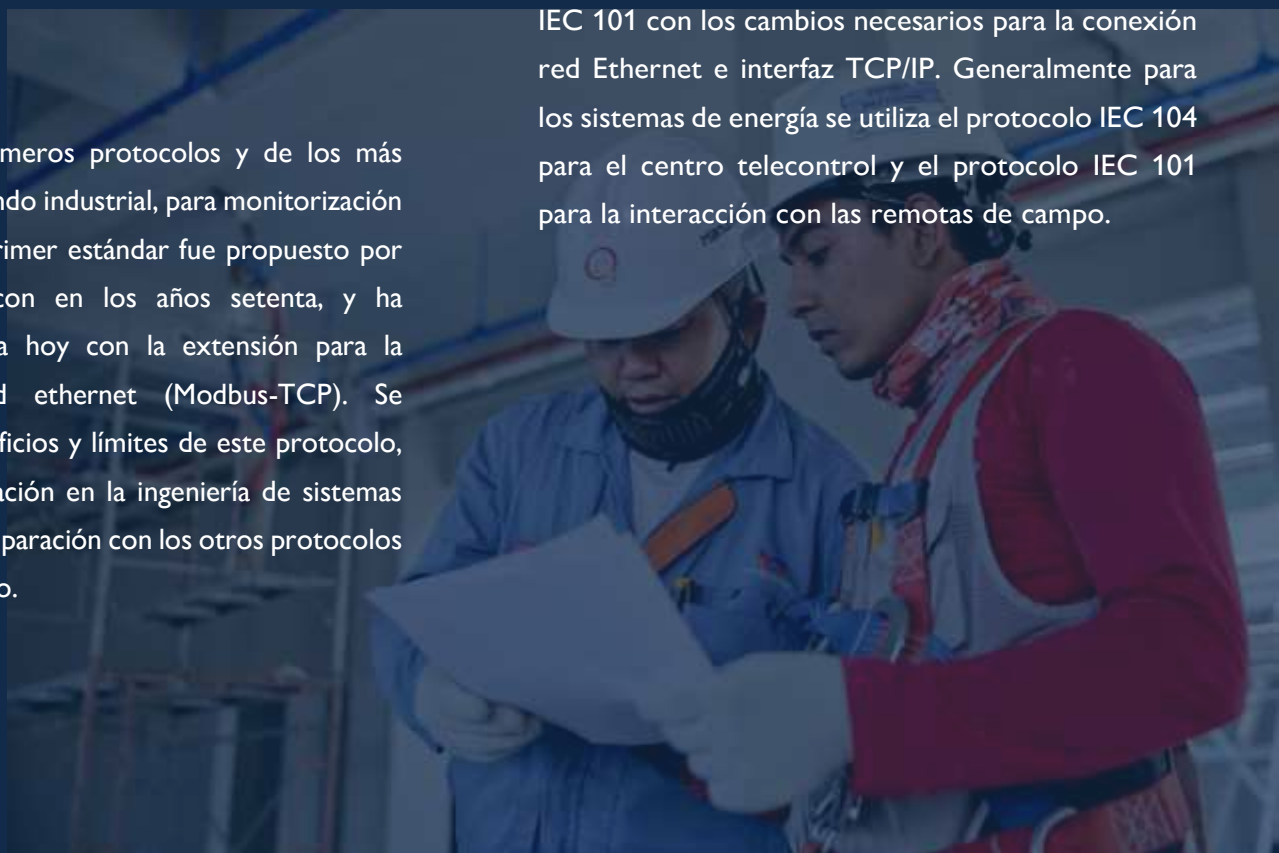 meros protocolos y de los más
ndo industrial, para monitorización
rimer estándar fue propuesto por
con en los años setenta, y ha
a hoy con la extensión para la
d ethernet (Modbus-TCP). Se
ficios y límites de este protocolo,
ación en la ingeniería de sistemas
paración con los otros protocolos
o.
IEC 101 con los cambios necesarios para la conexión
red Ethernet e interfaz TCP/IP. Generalmente para
los sistemas de energía se utiliza el protocolo IEC 104
para el centro telecontrol y el protocolo IEC 101
para la interacción con las remotas de campo.